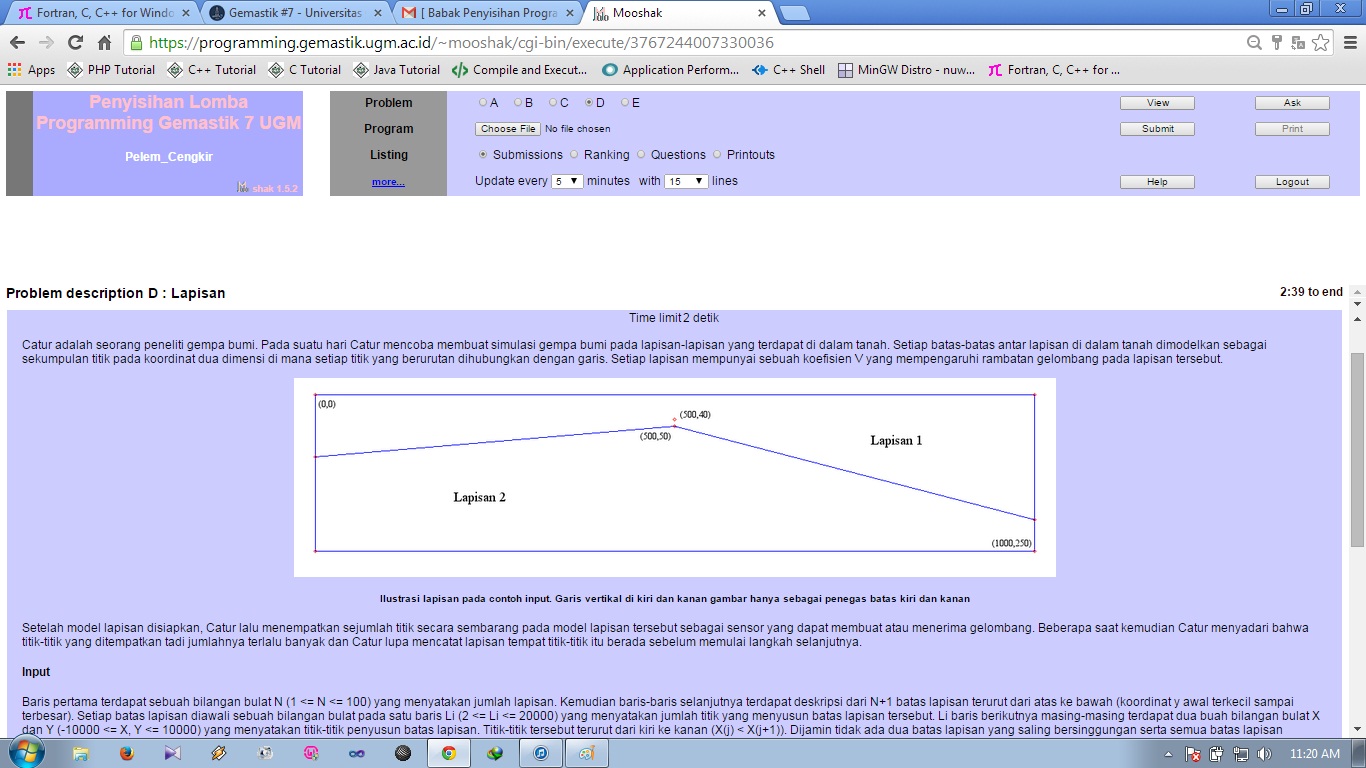 Fortran, C, C++ for Windo
Gemastik #7 - Universitas
[ Babak Penyisihan Progra
Mooshak
https://programming.gemastik.ugm.ac.id/~mooshak/cgi-bin/execute/3767244007330036
Apps PHP Tutorial C++ Tutorial C Tutorial Java Tutorial Compile and Execut... Application Perform... C++ Shell MinGW Distro - nuw... Fortran, C, C++ for ...
Penyisihan Lomba
Programming Gemastik 7 UGM
Pelem_Cengkir
shak 1.5.2
Problem A B C D E View Ask
Program Choose File No file chosen Submit Print
Listing Submissions Ranking Questions Printouts
more... Update every 5 minutes with 15 lines Help Logout
Problem description D : Lapisan 2:39 to end
Time limit 2 detik
Catur adalah seorang peneliti gempa bumi. Pada suatu hari Catur mencoba membuat simulasi gempa bumi pada lapisan-lapisan yang terdapat di dalam tanah. Setiap batas-batas antar lapisan di dalam tanah dimodelkan sebagai
sekumpulan titik pada koordinat dua dimensi di mana setiap titik yang berurutan dihubungkan dengan garis. Setiap lapisan mempunyai sebuah koefisien V yang mempengaruhi rambatan gelombang pada lapisan tersebut.
(0,0)
(500,40)
(500,50)
Lapisan 1
Lapisan 2
(1000,250)
Ilustrasi lapisan pada contoh input. Garis vertikal di kiri dan kanan gambar hanya sebagai penegas batas kiri dan kanan
Setelah model lapisan disiapkan, Catur lalu menempatkan sejumlah titik secara sembarang pada model lapisan tersebut sebagai sensor yang dapat membuat atau menerima gelombang. Beberapa saat kemudian Catur menyadari bahwa
titik-titik yang ditempatkan tadi jumlahnya terlalu banyak dan Catur lupa mencatat lapisan tempat titik-titik itu berada sebelum memulai langkah selanjutnya.
Input
Baris pertama terdapat sebuah bilangan bulat N (1 <= N <= 100) yang menyatakan jumlah lapisan. Kemudian baris-baris selanjutnya terdapat deskripsi dari N+1 batas lapisan terurut dari atas ke bawah (koordinat y awal terkecil sampai
terbesar). Setiap batas lapisan diawali sebuah bilangan bulat pada satu baris Li (2 <= Li <= 20000) yang menyatakan jumlah titik yang menyusun batas lapisan tersebut. Li baris berikutnya masing-masing terdapat dua buah bilangan bulat X
dan Y (-10000 <= X, Y <= 10000) yang menyatakan titik-titik penyusun batas lapisan. Titik-titik tersebut terurut dari kiri ke kanan (X(j) < X(j+1)). Dijamin tidak ada dua batas lapisan yang saling bersinggungan serta semua batas lapisan
11:20 AM